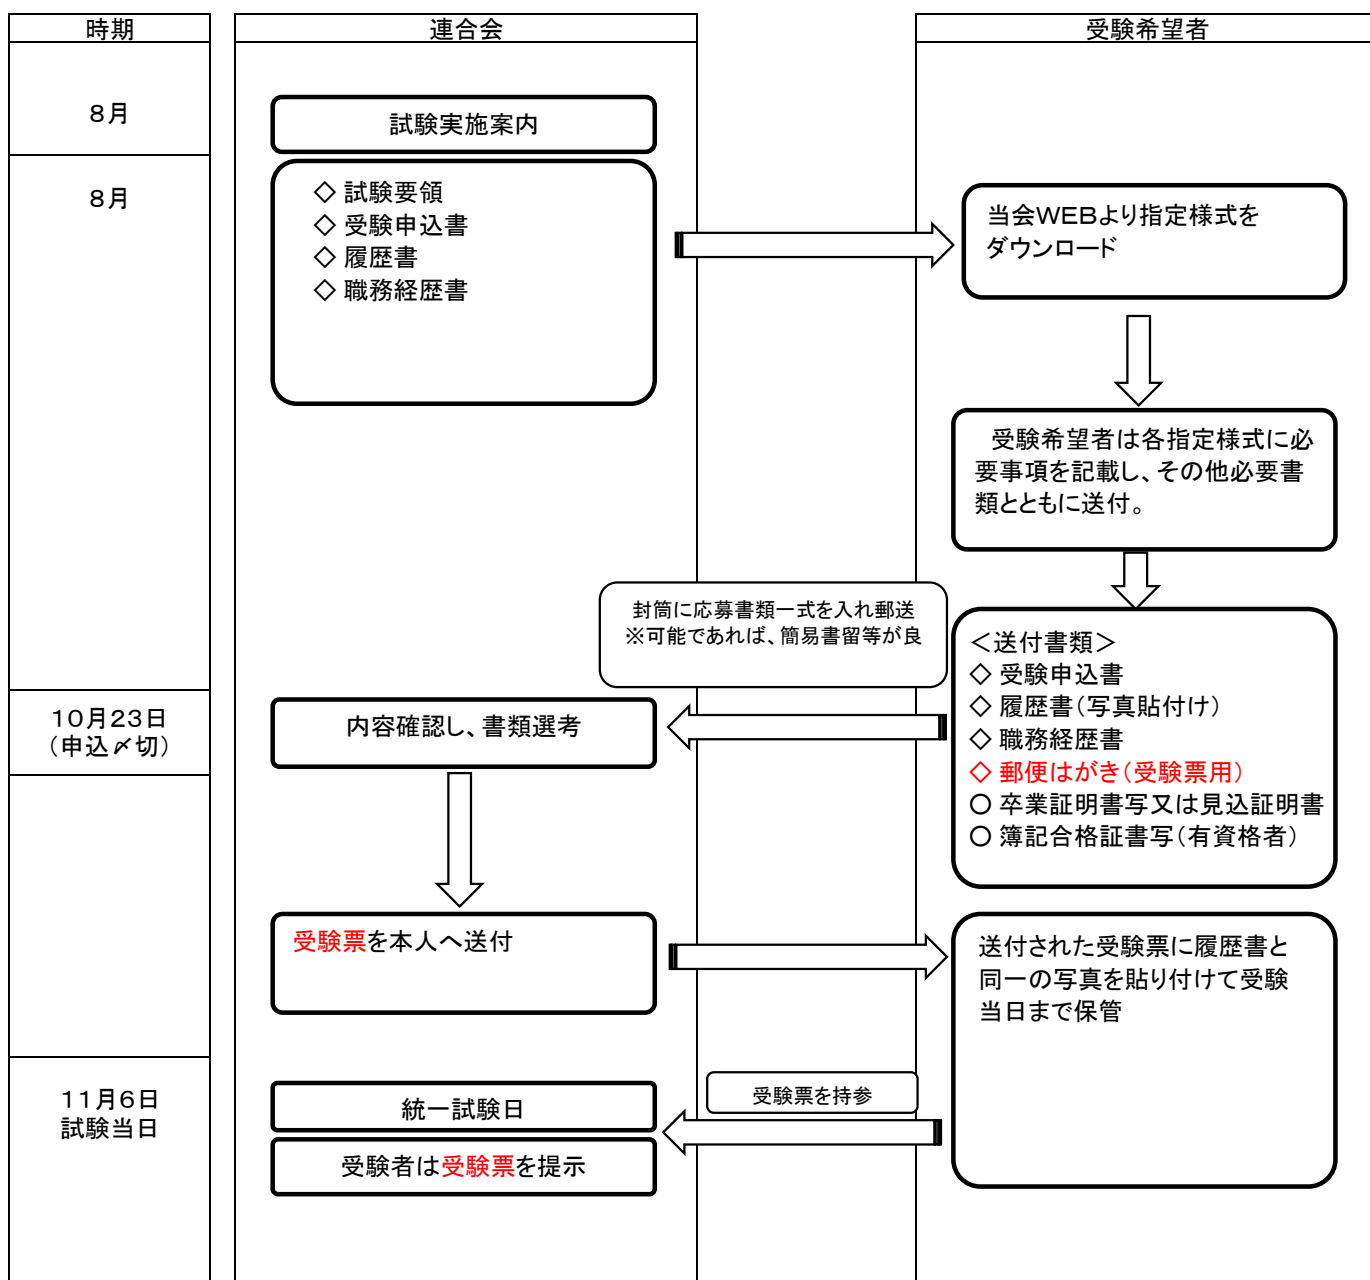 時期
連合会
受験希望者
8月
試験実施案内
8月
◇ 試験要領
◇ 受験申込書
◇ 履歴書
◇ 職務経歴書
当会WEBより指定様式を
ダウンロード
受験希望者は各指定様式に必
要事項を記載し、その他必要書
類とともに送付。
封筒に応募書類一式を入れ郵送
※可能であれば、簡易書留等が良
<送付書類>
◇ 受験申込書
◇ 履歴書(写真貼付け)
◇ 職務経歴書
◇ 郵便はがき(受験票用)
○ 卒業証明書写又は見込証明書
○ 簿記合格証書写(有資格者)
10月23日
(申込〆切)
内容確認し、書類選考
受験票を本人へ送付
送付された受験票に履歴書と
同一の写真を貼り付けて受験
当日まで保管
11月6日
試験当日
受験票を持参
統一試験日
受験者は受験票を提示